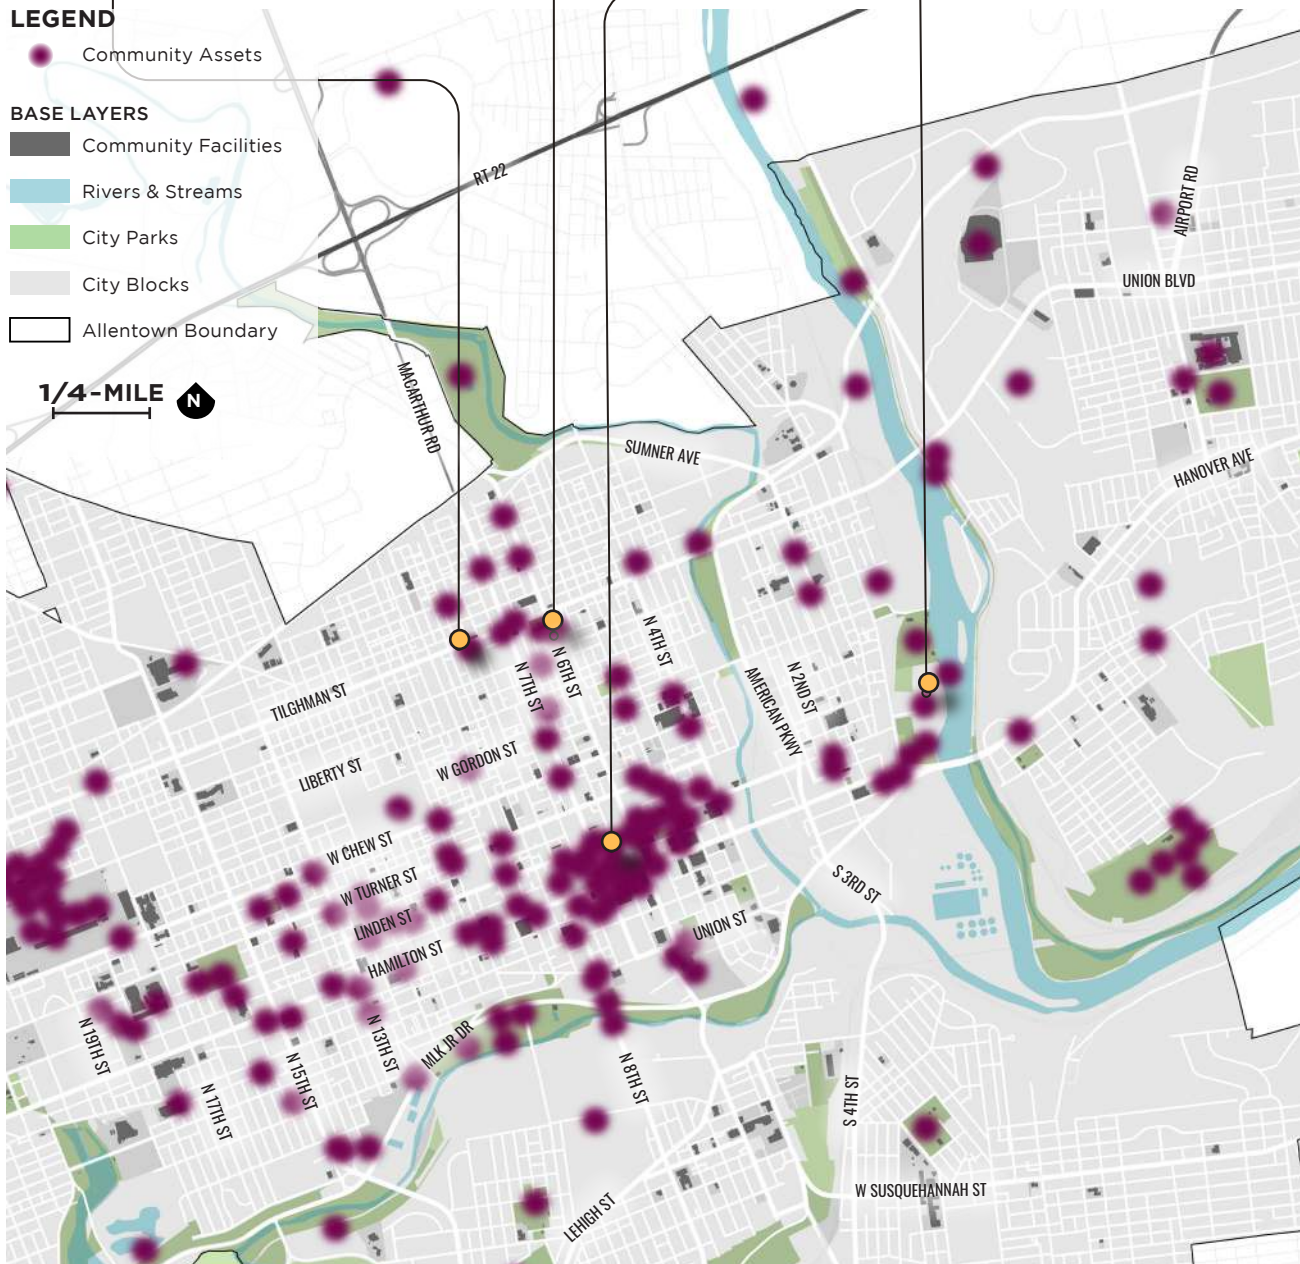 LEGEND
Community Assets
BASE LAYERS
Community Facilities
Rivers & Streams
City Parks
City Blocks
Allentown Boundary
1/4-MILE
N
RT 22
AIRPORT RD
UNION BLVD
MACARTHUR RD
SUMNER AVE
HANOVER AVE
N 4TH ST
N 6TH ST
N 7TH ST
N 2ND ST
AMERICAN PKWY
TILGHMAN ST
LIBERTY ST
W GORDON ST
W CHEW ST
W TURNER ST
LINDEN ST
HAMILTON ST
S 3RD ST
UNION ST
N 19TH ST
N 17TH ST
N 15TH ST
N 13TH ST
MLK JR DR
N 8TH ST
S 4TH ST
W SUSQUEHANNAH ST
LEHIGH ST